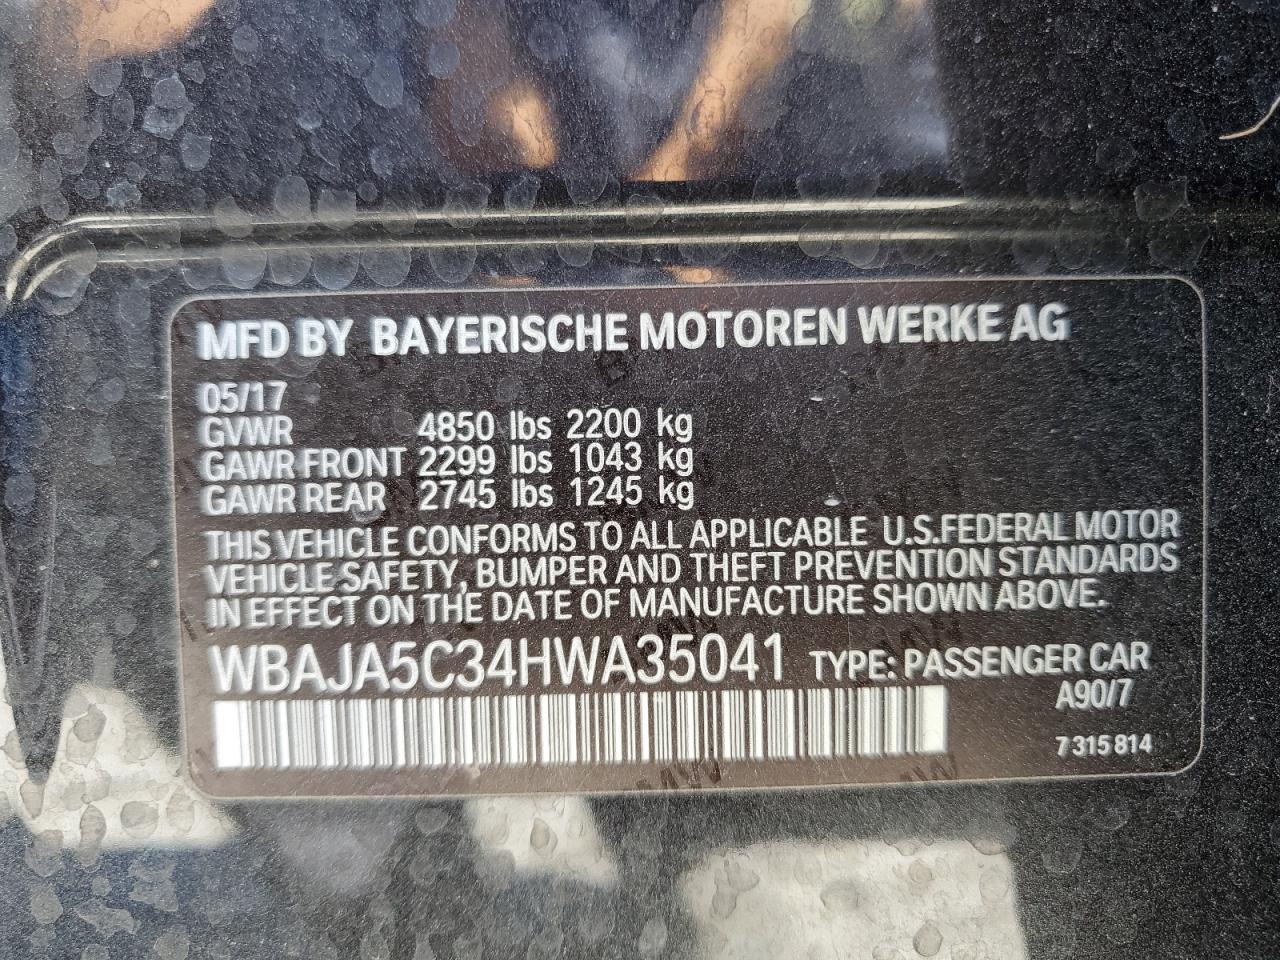 MFD BY BAYERISCHE MOTOREN WERKE AG
05/17
GVWR 4850 lbs 2200 kg
GAWR FRONT 2299 lbs 1043 kg
GAWR REAR 2745 lbs 1245 kg
THIS VEHICLE CONFORMS TO ALL APPLICABLE U.S.FEDERAL MOTOR
VEHICLE SAFETY, BUMPER AND THEFT PREVENTION STANDARDS
IN EFFECT ON THE DATE OF MANUFACTURE SHOWN ABOVE.
WBAJA5C34HWA35041 TYPE: PASSENGER CAR
A90/7
7 315 814
BMW